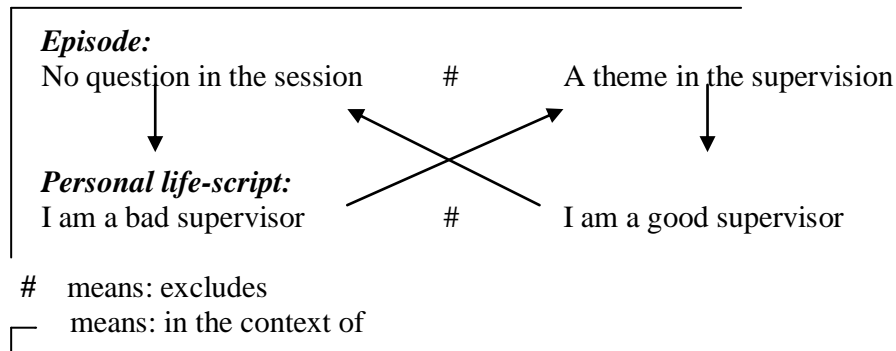 Episode:
No question in the session # A theme in the supervision
Personal life-script:
I am a bad supervisor # I am a good supervisor
# means: excludes
means: in the context of